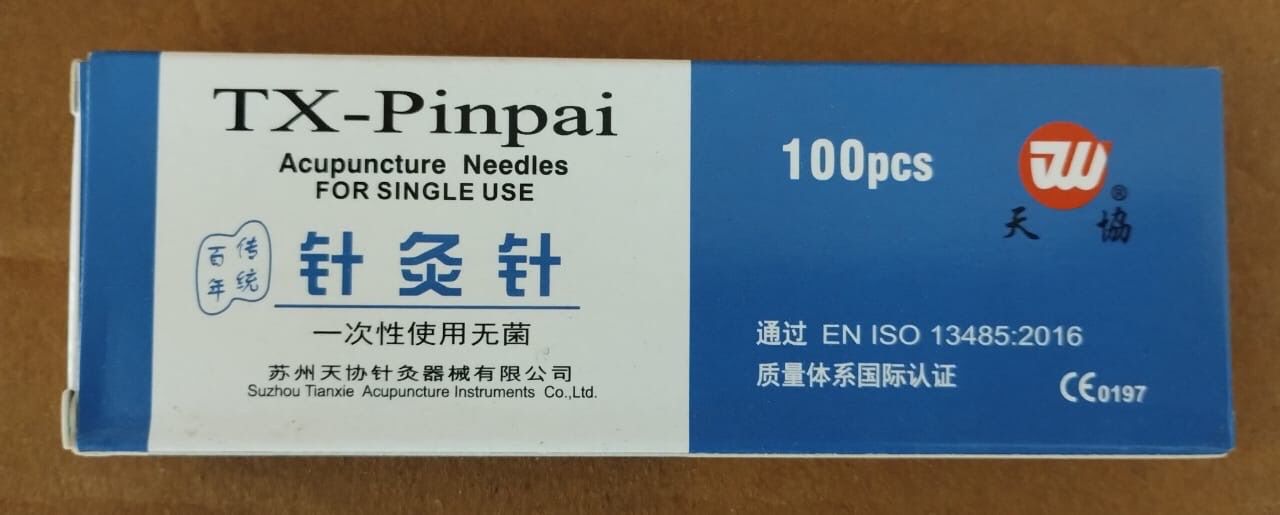 TX-Pinpai
Acupuncture Needles
FOR SINGLE USE
百年
传统
针灸针
一次性使用无菌
苏州天协针灸器械有限公司
Suzhou Tianxie Acupuncture Instruments Co.,Ltd.
100pcs
®
天協
通过 EN ISO 13485:2016
质量体系国际认证
CE0197